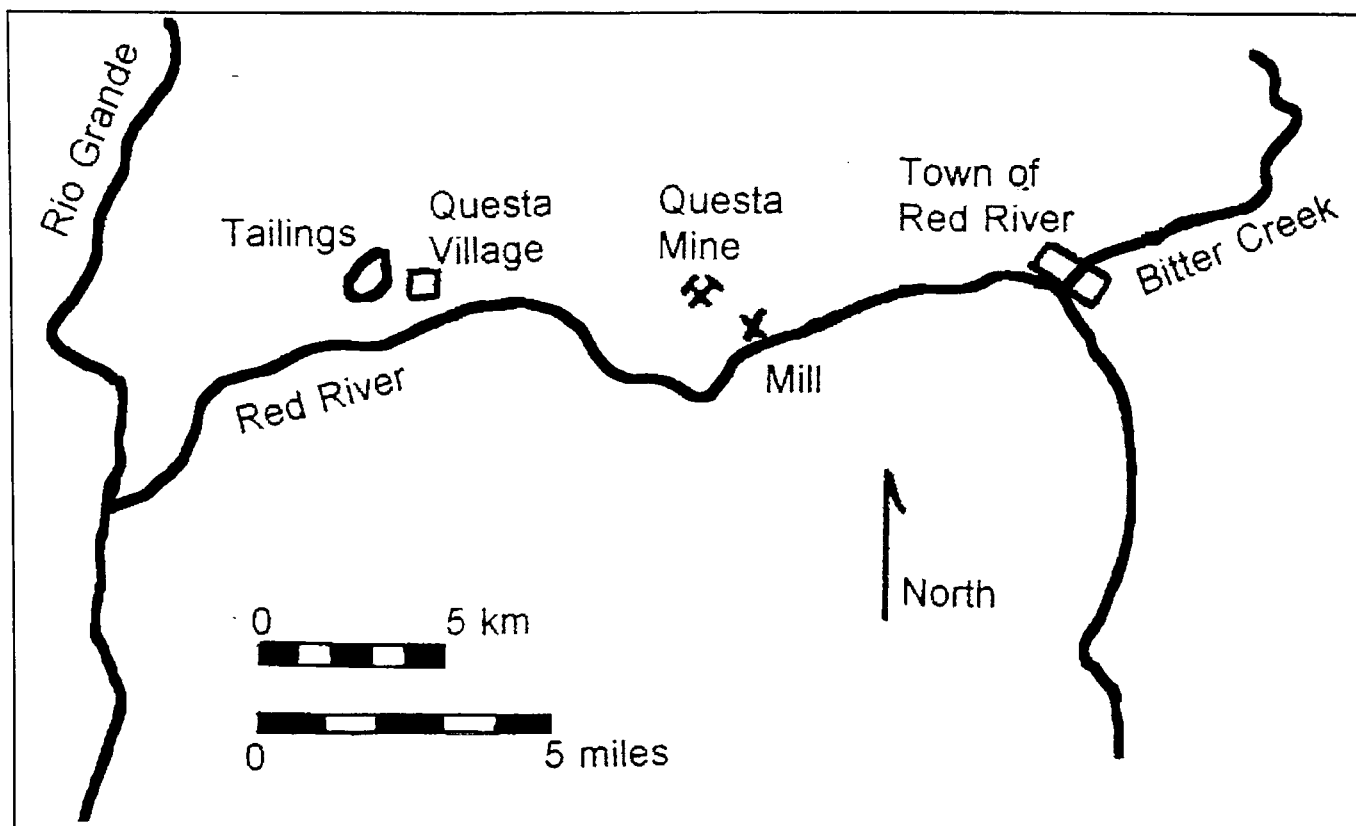 Rio Grande
Tailings
Questa
Village
Questa
Mine
Town of
Red River
Bitter Creek
Red River
Mill
North
0 5 km
0 5 miles